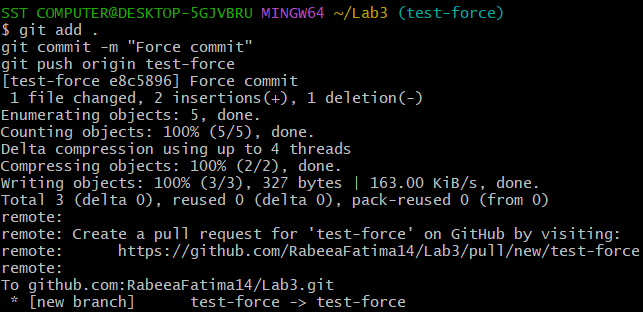 SST COMPUTER@DESKTOP-5GJVBRU MINGW64 ~/Lab3 (test-force)
$ git add .
git commit -m "Force commit"
git push origin test-force
[test-force e8c5896] Force commit
 1 file changed, 2 insertions(+), 1 deletion(-)
Enumerating objects: 5, done.
Counting objects: 100% (5/5), done.
Delta compression using up to 4 threads
Compressing objects: 100% (2/2), done.
Writing objects: 100% (3/3), 327 bytes | 163.00 KiB/s, done.
Total 3 (delta 0), reused 0 (delta 0), pack-reused 0 (from 0)
remote:
remote: Create a pull request for 'test-force' on GitHub by visiting:
remote:      https://github.com/RabeeaFatima14/Lab3/pull/new/test-force
remote:
To github.com:RabeeaFatima14/Lab3.git
 * [new branch]      test-force -> test-force